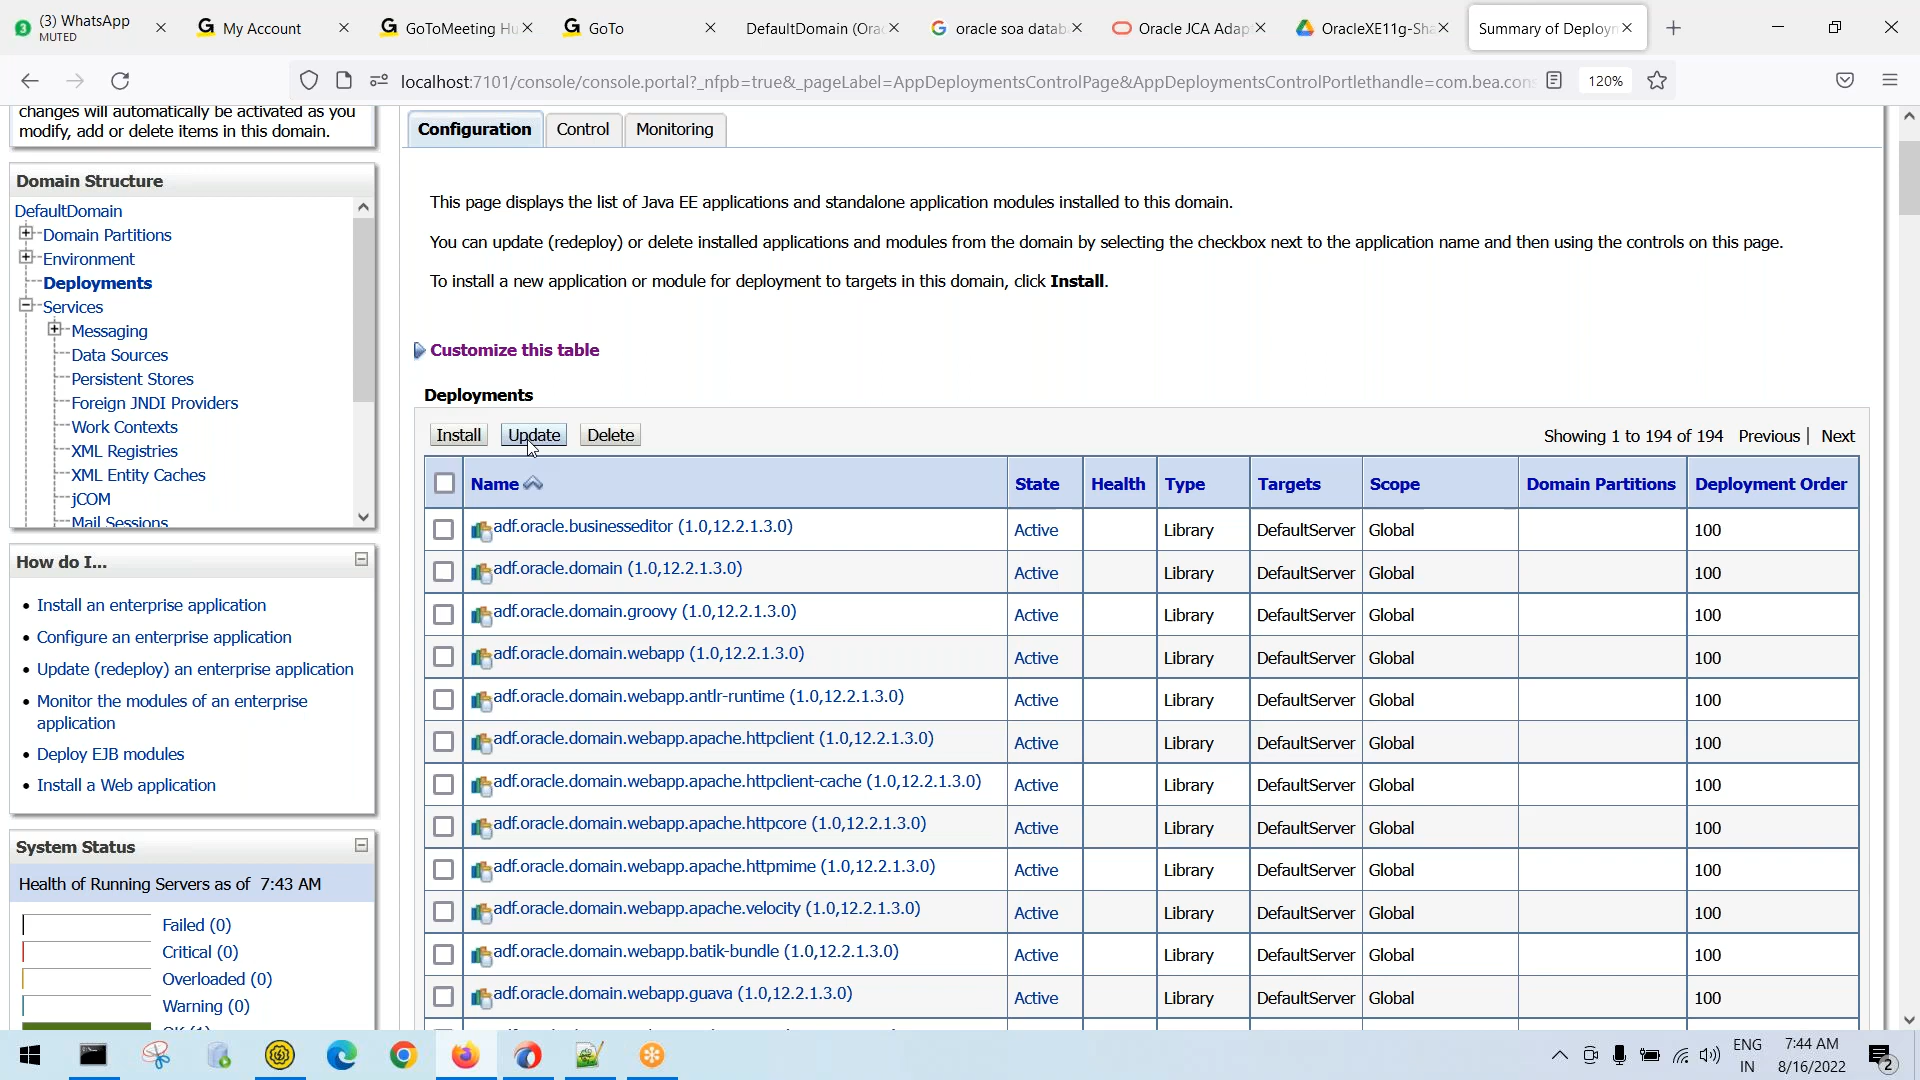 (3) WhatsApp
MUTED
My Account
GoToMeeting Hu
GoTo
DefaultDomain (Orac
oracle soa datab
Oracle JCA Adap
OracleXE11g-Sha
Summary of Deploym
localhost:7101/console/console.portal?_nfpb=true&_pageLabel=AppDeploymentsControlPage&AppDeploymentsControlPortlethandle=com.bea.cons
120%
changes will automatically be activated as you
modify, add or delete items in this domain.
Domain Structure
DefaultDomain
Domain Partitions
Environment
Deployments
Services
Messaging
Data Sources
Persistent Stores
Foreign JNDI Providers
Work Contexts
XML Registries
XML Entity Caches
jCOM
Mail Sessions
How do I...
Install an enterprise application
Configure an enterprise application
Update (redeploy) an enterprise application
Monitor the modules of an enterprise
application
Deploy EJB modules
Install a Web application
System Status
Health of Running Servers as of 7:43 AM
Failed (0)
Critical (0)
Overloaded (0)
Warning (0)
Configuration Control Monitoring
This page displays the list of Java EE applications and standalone application modules installed to this domain.
You can update (redeploy) or delete installed applications and modules from the domain by selecting the checkbox next to the application name and then using the controls on this page.
To install a new application or module for deployment to targets in this domain, click Install.
Customize this table
Deployments
Install Update Delete Showing 1 to 194 of 194 Previous | Next
Name State Health Type Targets Scope Domain Partitions Deployment Order
adf.oracle.businesseditor (1.0,12.2.1.3.0) Active Library DefaultServer Global 100
adf.oracle.domain (1.0,12.2.1.3.0) Active Library DefaultServer Global 100
adf.oracle.domain.groovy (1.0,12.2.1.3.0) Active Library DefaultServer Global 100
adf.oracle.domain.webapp (1.0,12.2.1.3.0) Active Library DefaultServer Global 100
adf.oracle.domain.webapp.antlr-runtime (1.0,12.2.1.3.0) Active Library DefaultServer Global 100
adf.oracle.domain.webapp.apache.httpclient (1.0,12.2.1.3.0) Active Library DefaultServer Global 100
adf.oracle.domain.webapp.apache.httpclient-cache (1.0,12.2.1.3.0) Active Library DefaultServer Global 100
adf.oracle.domain.webapp.apache.httpcore (1.0,12.2.1.3.0) Active Library DefaultServer Global 100
adf.oracle.domain.webapp.apache.httpmime (1.0,12.2.1.3.0) Active Library DefaultServer Global 100
adf.oracle.domain.webapp.apache.velocity (1.0,12.2.1.3.0) Active Library DefaultServer Global 100
adf.oracle.domain.webapp.batik-bundle (1.0,12.2.1.3.0) Active Library DefaultServer Global 100
adf.oracle.domain.webapp.guava (1.0,12.2.1.3.0) Active Library DefaultServer Global 100
ENG
IN
7:44 AM
8/16/2022
2